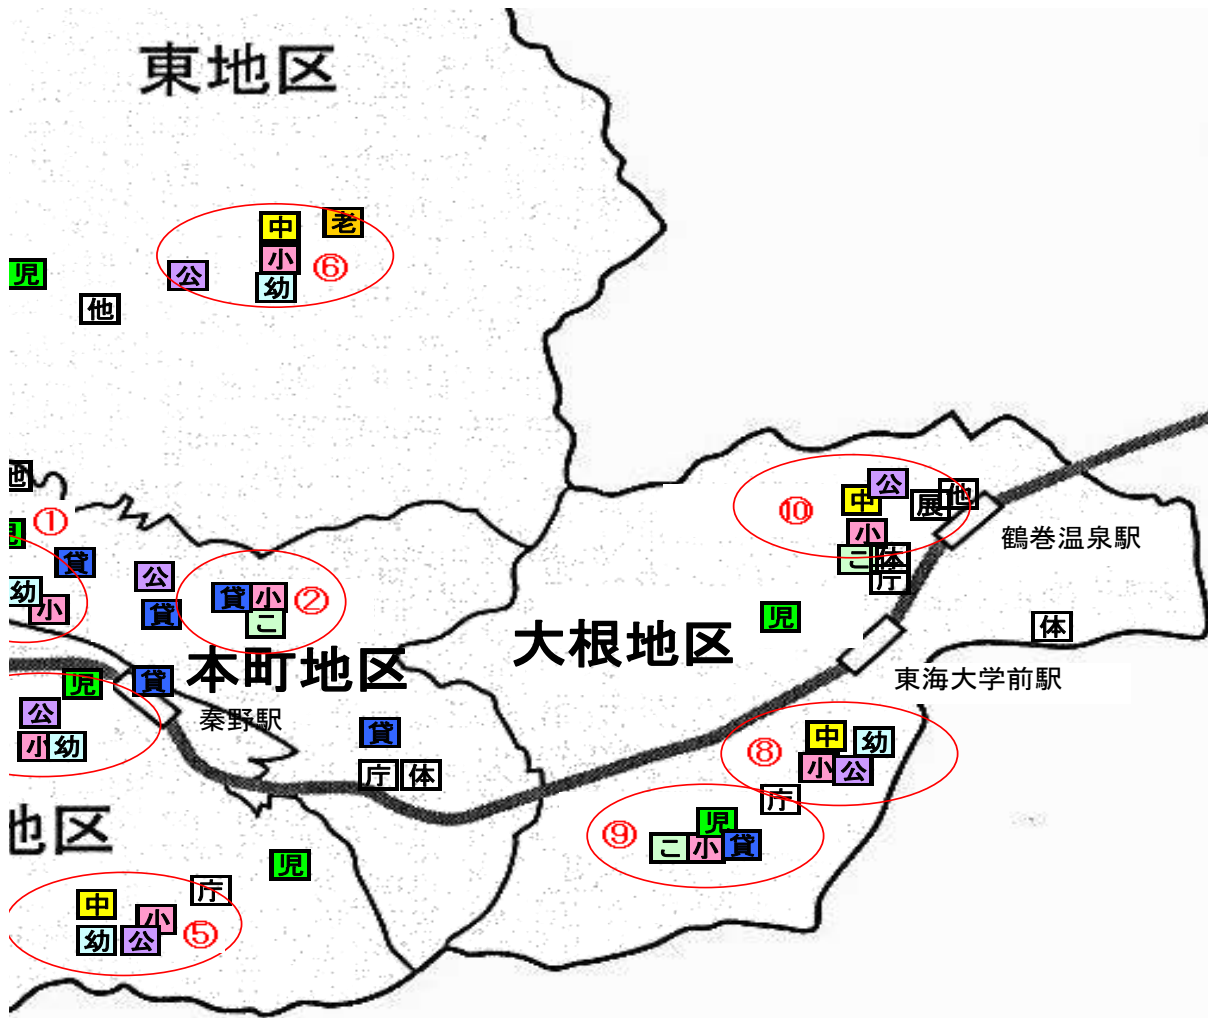 東地区
中
老
小
⑥
公
幼
児
他
他
①
児
貸
公
幼
小
貸
貸
小
②
こ
本町地区
児
貸
秦野駅
公
小
幼
貸
庁
体
地区
児
中
庁
小
幼
公
⑤
公
他
中
展
⑩
小
鶴巻温泉駅
こ
体
庁
児
体
大根地区
東海大学前駅
中
幼
⑧
小
公
庁
児
⑨
こ
小
貸